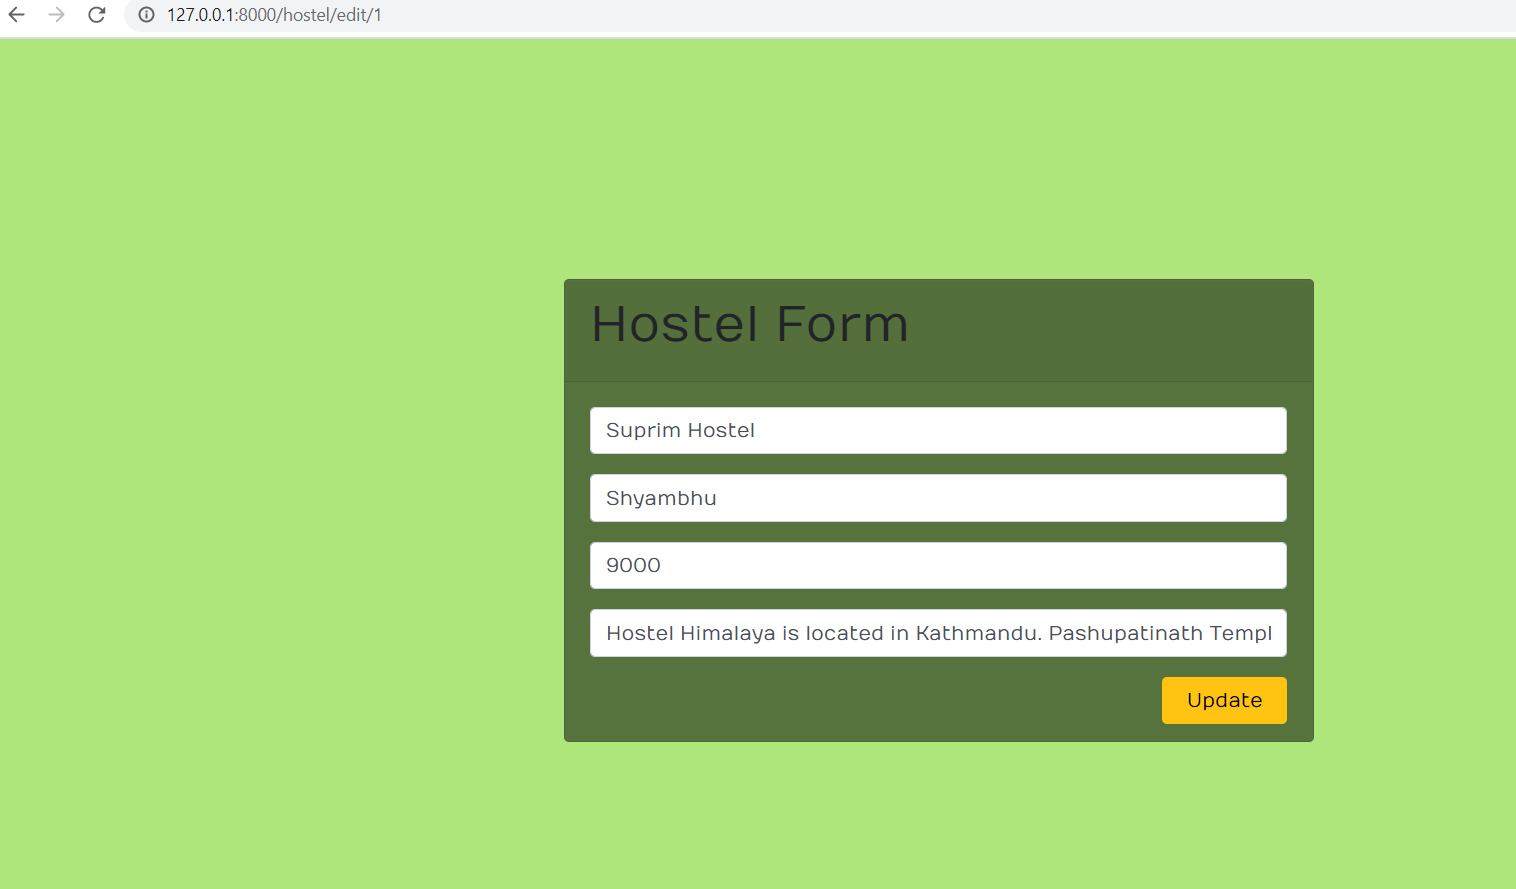 127.0.0.1:8000/hostel/edit/1
Hostel Form
Suprim Hostel
Shyambhu
9000
Hostel Himalaya is located in Kathmandu. Pashupatinath Templ
Update